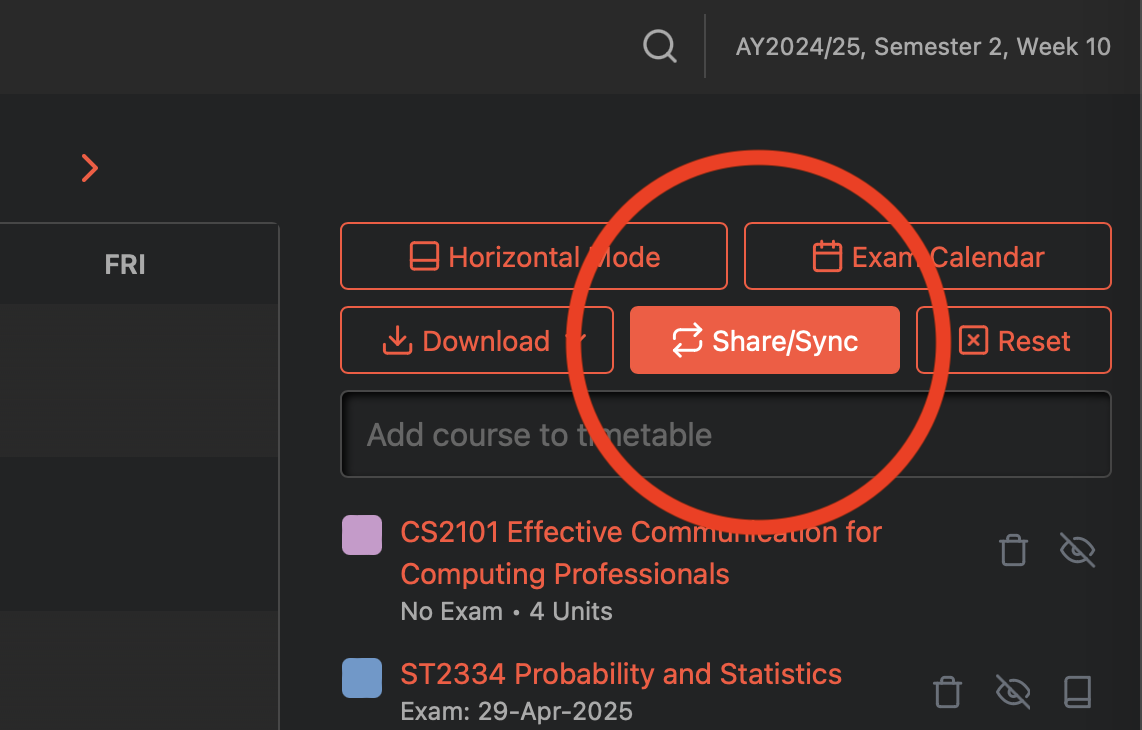 AY2024/25, Semester 2, Week 10
FRI
Horizontal Mode
Exam Calendar
Download
Share/Sync
Reset
Add course to timetable
CS2101 Effective Communication for
Computing Professionals
No Exam • 4 Units
ST2334 Probability and Statistics
Exam: 29-Apr-2025